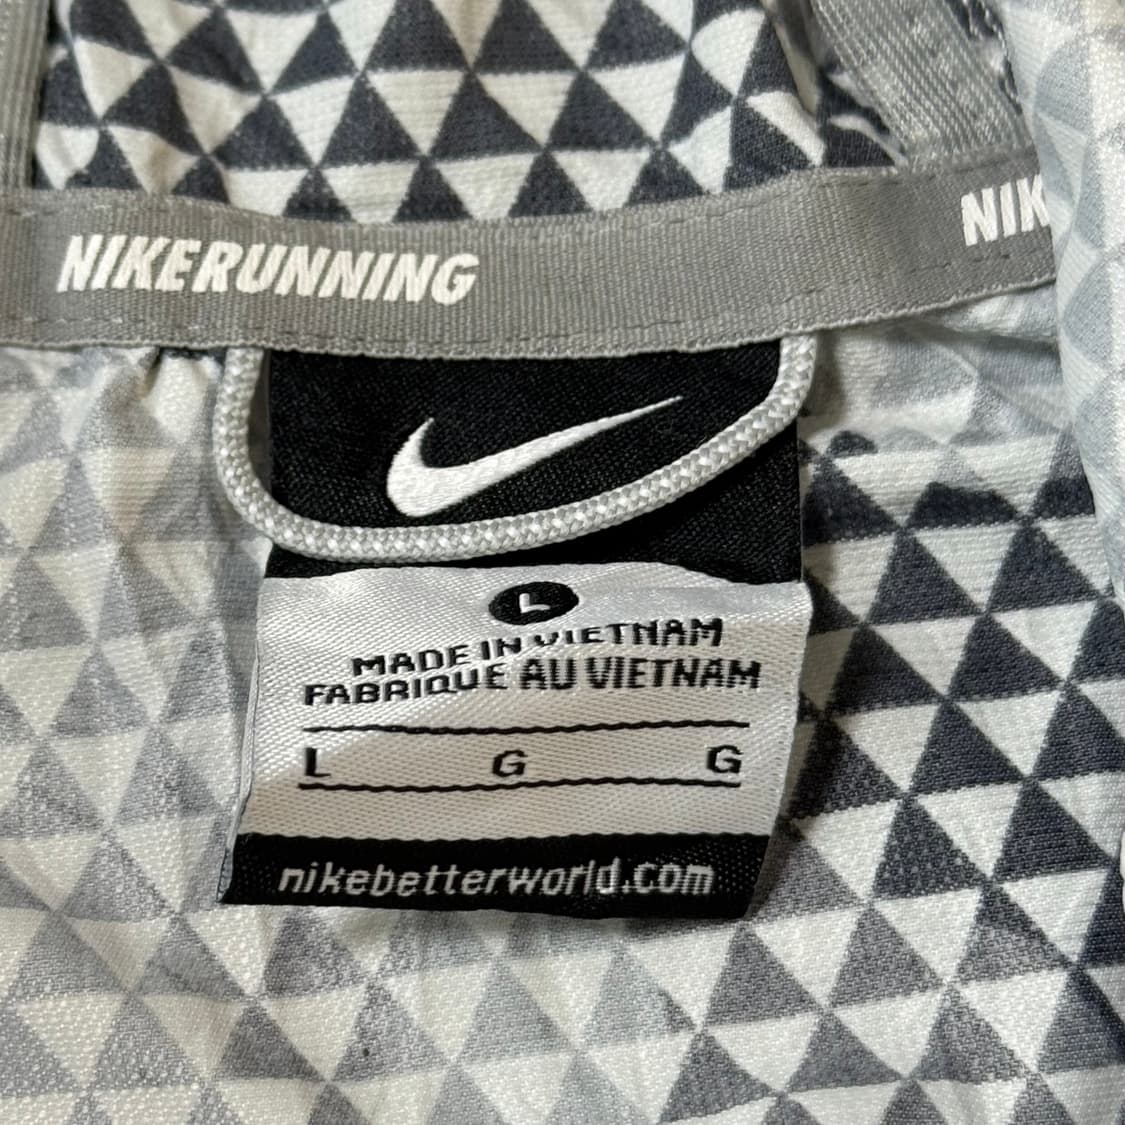 NIKERUNNING
NIK
L
MADE IN VIETNAM
FABRIQUE AU VIETNAM
L G G
nikebetterworld.com